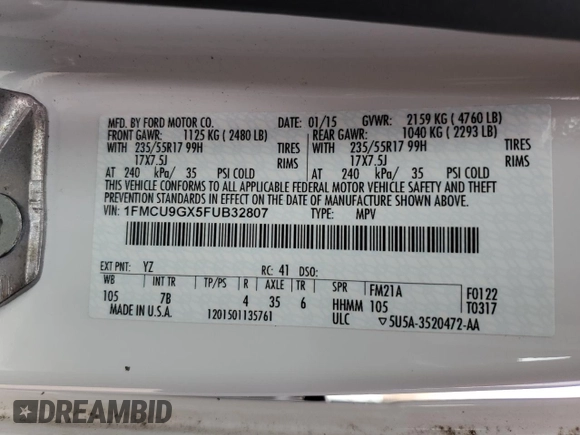 MFD. BY FORD MOTOR CO.
DATE: 01/15 GVWR: 2159 KG ( 4760 LB)
FRONT GAWR: 1125 KG ( 2480 LB)
REAR GAWR: 1040 KG ( 2293 LB)
WITH 235/55R17 99H TIRES
WITH 235/55R17 99H TIRES
17X7.5J RIMS
17X7.5J RIMS
AT 240 kPa/ 35 PSI COLD
AT 240 kPa/ 35 PSI COLD
THIS VEHICLE CONFORMS TO ALL APPLICABLE FEDERAL MOTOR VEHICLE SAFETY AND THEFT
PREVENTION STANDARDS IN EFFECT ON THE DATE OF MANUFACTURE SHOWN ABOVE.
VIN: 1FMCU9GX5FUB32807 TYPE: MPV
EXT PNT: YZ RC: 41 DSO:
WB INT TR TP/PS R AXLE TR SPR FM21A F0122
105 7B 4 35 6 HHMM 105 T0317
MADE IN U.S.A. 1201501135761 ULC ▽5U5A-3520472-AA
DREAMBID